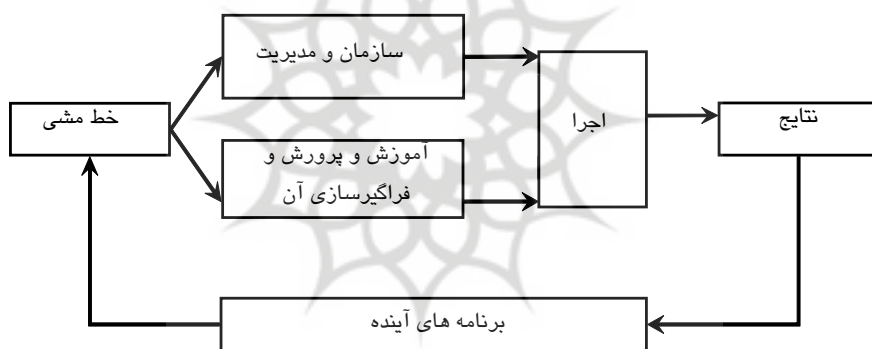 سازمان و مدیریت
خط مشی
اجرا
نتایج
آموزش و پرورش و
فراگیرسازی آن
برنامه های آینده